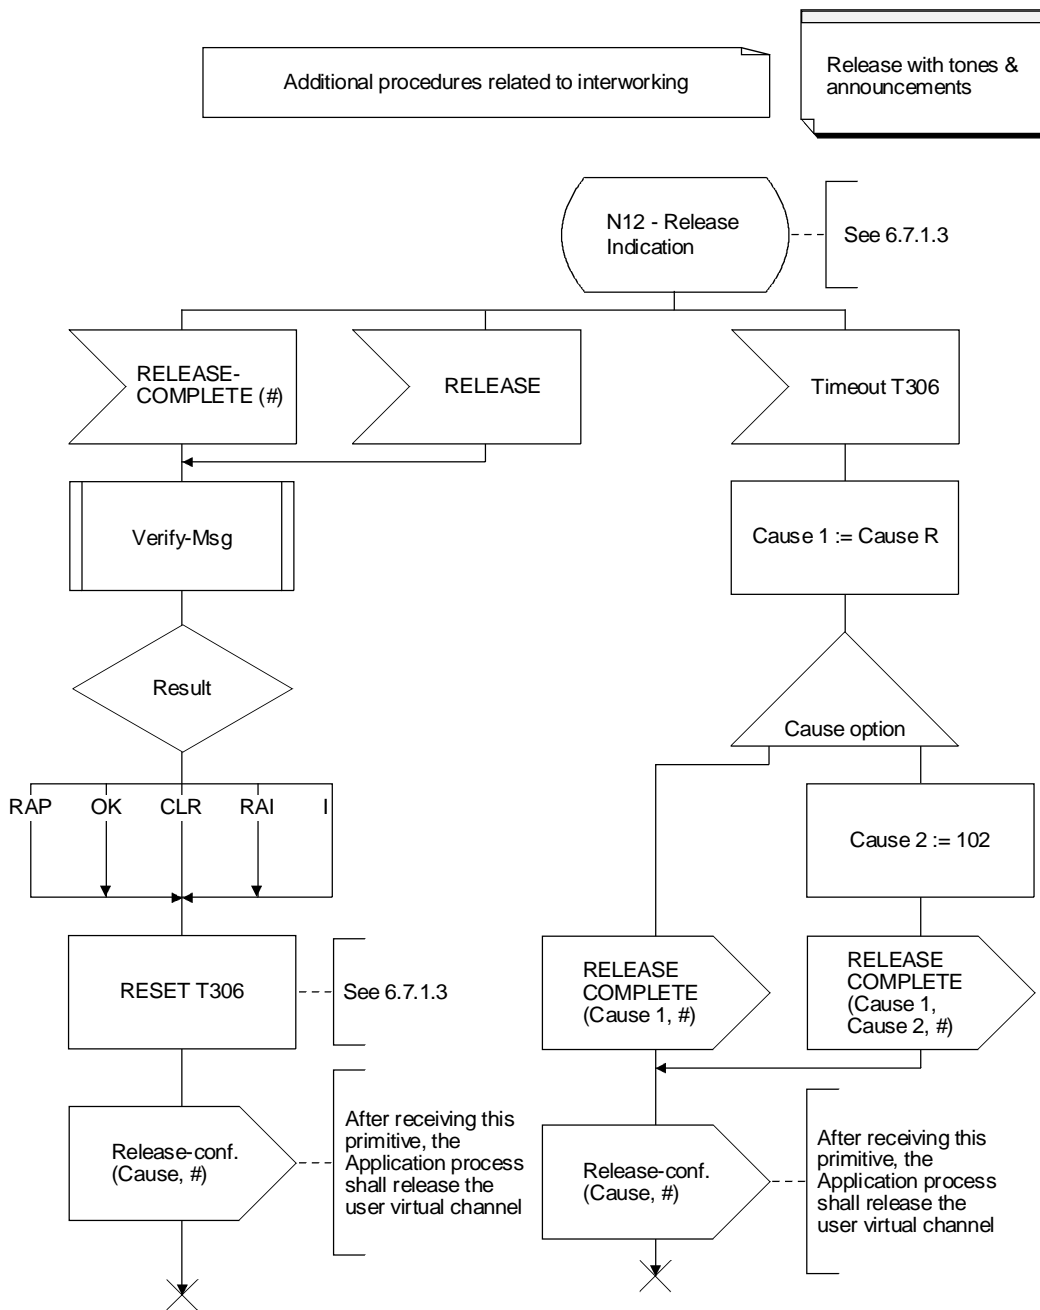 Additional procedures related to interworking
Release with tones &
announcements
N12 - Release
Indication
See 6.7.1.3
RELEASE-
COMPLETE (#)
RELEASE
Timeout T306
Verify-Msg
Cause 1 := Cause R
Result
Cause option
RAP
OK
CLR
RAI
I
Cause 2 := 102
RESET T306
See 6.7.1.3
RELEASE
COMPLETE
(Cause 1, #)
RELEASE
COMPLETE
(Cause 1,
Cause 2, #)
Release-conf.
(Cause, #)
After receiving this
primitive, the
Application process
shall release the
user virtual channel
Release-conf.
(Cause, #)
After receiving this
primitive, the
Application process
shall release the
user virtual channel